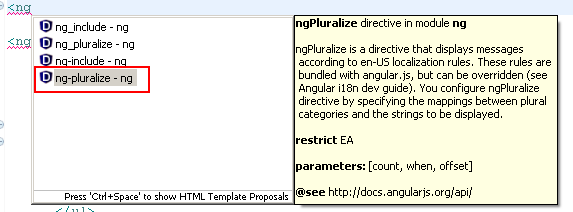 <ng
ng_include - ng
ng_pluralize - ng
ng-include - ng
ng-pluralize - ng
<ng
Press 'Ctrl+Space' to show HTML Template Proposals
</ul>
ngPluralize directive in module ng
ngPluralize is a directive that displays messages
according to en-US localization rules. These rules are
bundled with angular.js, but can be overridden (see
Angular i18n dev guide). You configure ngPluralize
directive by specifying the mappings between plural
categories and the strings to be displayed.
restrict EA
parameters: [count, when, offset]
@see http://docs.angularjs.org/api/